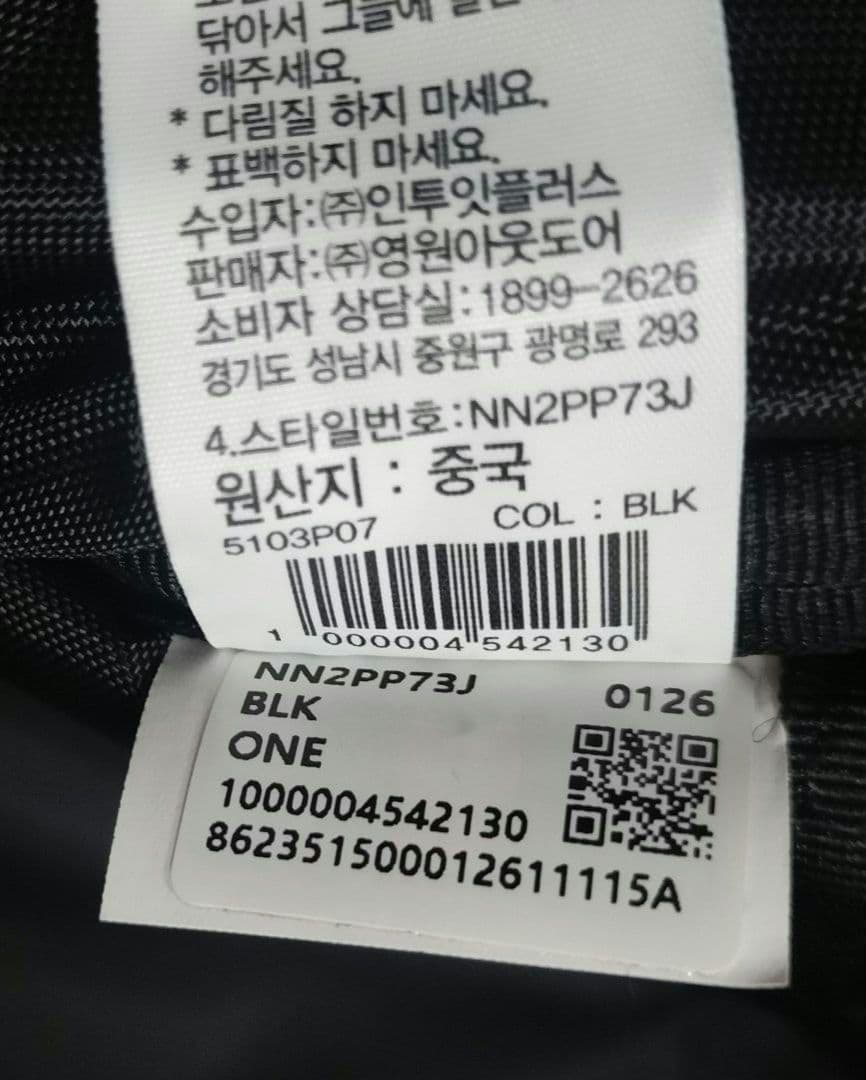 닦아서 그늘에
해주세요.
* 다림질 하지 마세요.
* 표백하지 마세요.
수입자:㈜인투잇플러스
판매자:㈜영원아웃도어
소비자 상담실:1899-2626
경기도 성남시 중원구 광명로 293
4.스타일번호:NN2PP73J
원산지 : 중국
5103P07 COL : BLK
1 000004 542130
NN2PP73J 0126
BLK
ONE
1000004542130
862351500012611115A